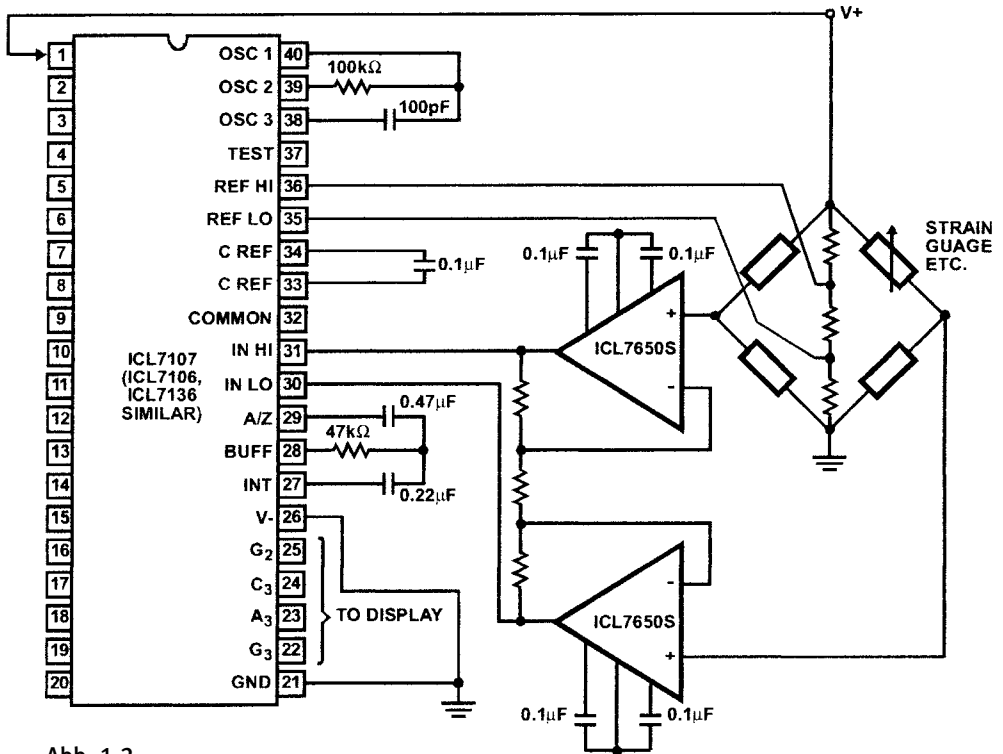 V+
1
2
3
4
5
6
7
8
9
10
11
12
13
14
15
16
17
18
19
20
ICL7107
(ICL7106,
ICL7136
SIMILAR)
OSC 1 40
OSC 2 39
OSC 3 38
TEST 37
REF HI 36
REF LO 35
C REF 34
C REF 33
COMMON 32
IN HI 31
IN LO 30
A/Z 29
BUFF 28
INT 27
V- 26
G2 25
C3 24
A3 23
G3 22
GND 21
100kΩ
100pF
0.1µF
0.47µF
47kΩ
0.22µF
TO DISPLAY
0.1µF
0.1µF
+
ICL7650S
-
STRAIN
GUAGE
ETC.
-
ICL7650S
+
0.1µF
0.1µF
Abb. 1.2